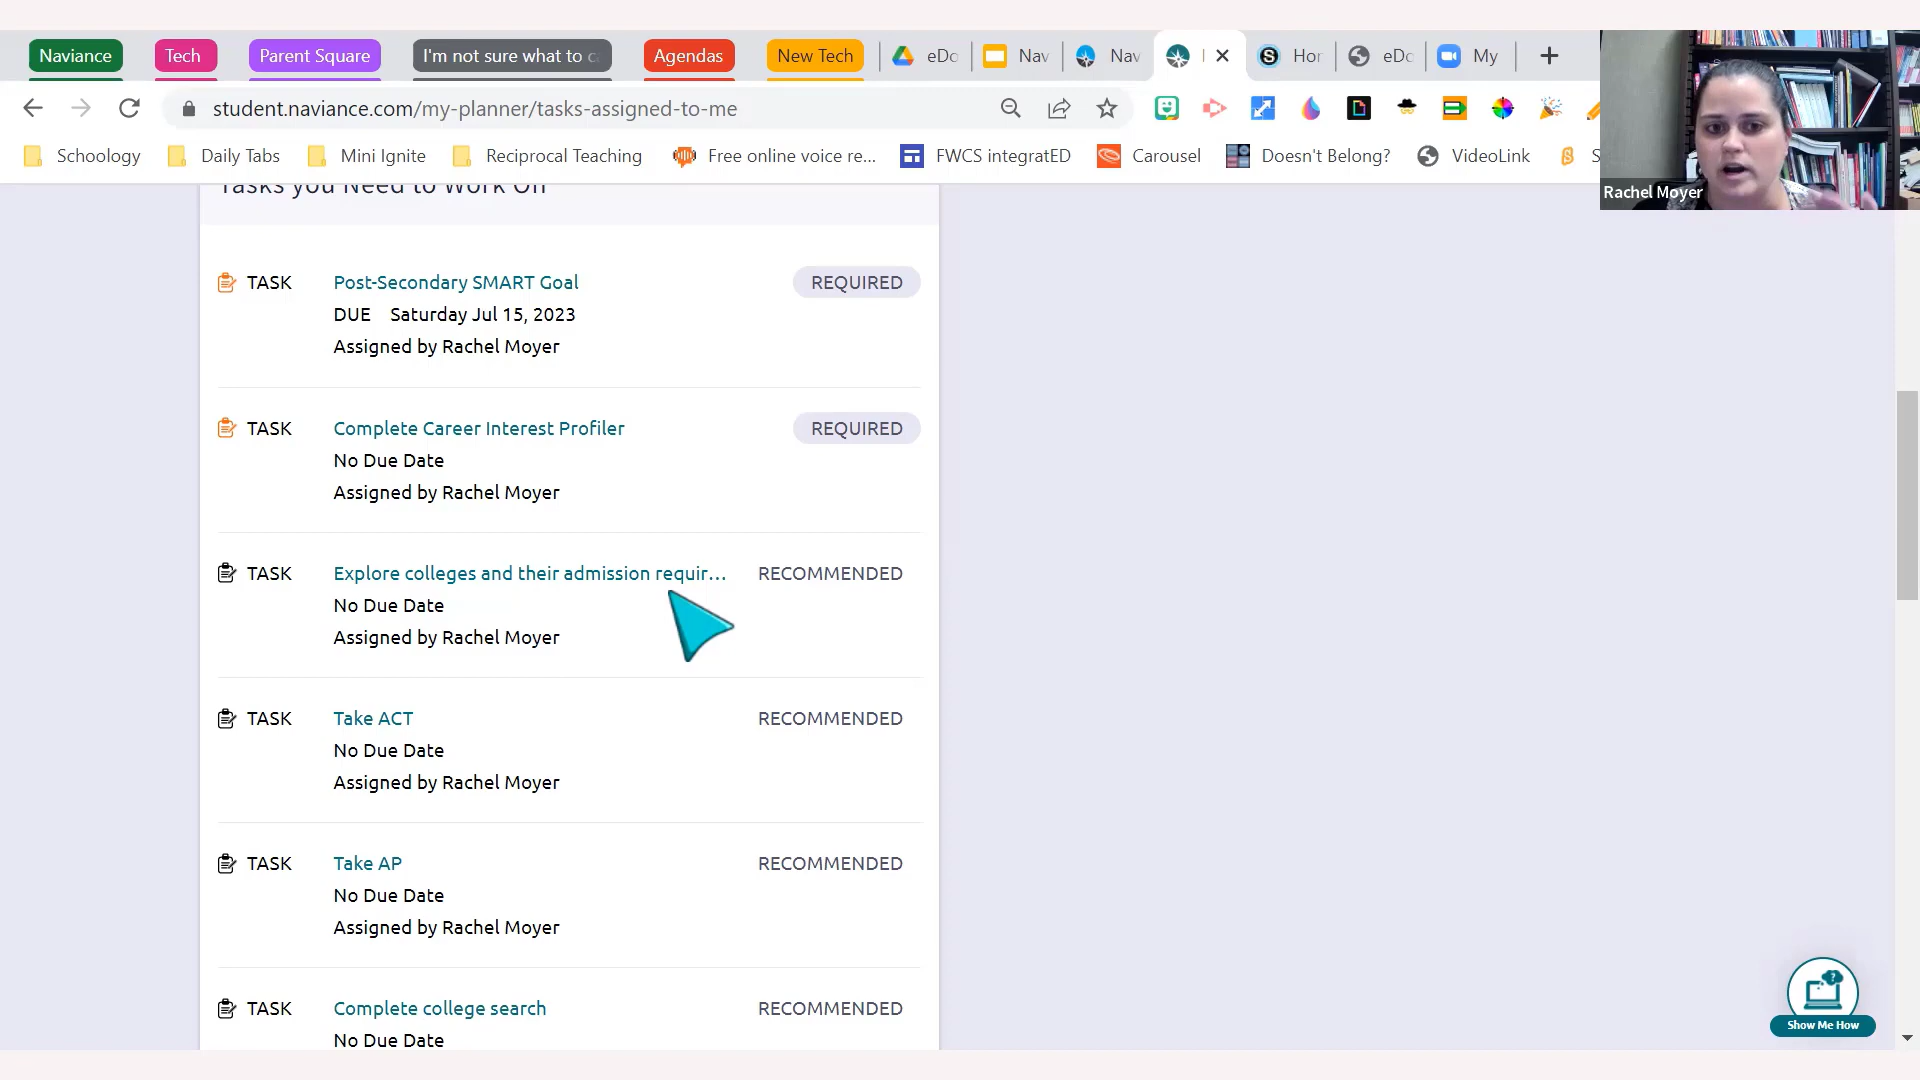 Naviance Tech Parent Square I'm not sure what to c Agendas New Tech eDo Nav Nav Hor eDo My
student.naviance.com/my-planner/tasks-assigned-to-me
Schoology Daily Tabs Mini Ignite Reciprocal Teaching Free online voice re... FWCS integratED Carousel Doesn't Belong? VideoLink S
Rachel Moyer
Tasks you Need to Work On
TASK Post-Secondary SMART Goal REQUIRED
DUE Saturday Jul 15, 2023
Assigned by Rachel Moyer
TASK Complete Career Interest Profiler REQUIRED
No Due Date
Assigned by Rachel Moyer
TASK Explore colleges and their admission requir... RECOMMENDED
No Due Date
Assigned by Rachel Moyer
TASK Take ACT RECOMMENDED
No Due Date
Assigned by Rachel Moyer
TASK Take AP RECOMMENDED
No Due Date
Assigned by Rachel Moyer
TASK Complete college search RECOMMENDED
No Due Date
Show Me How